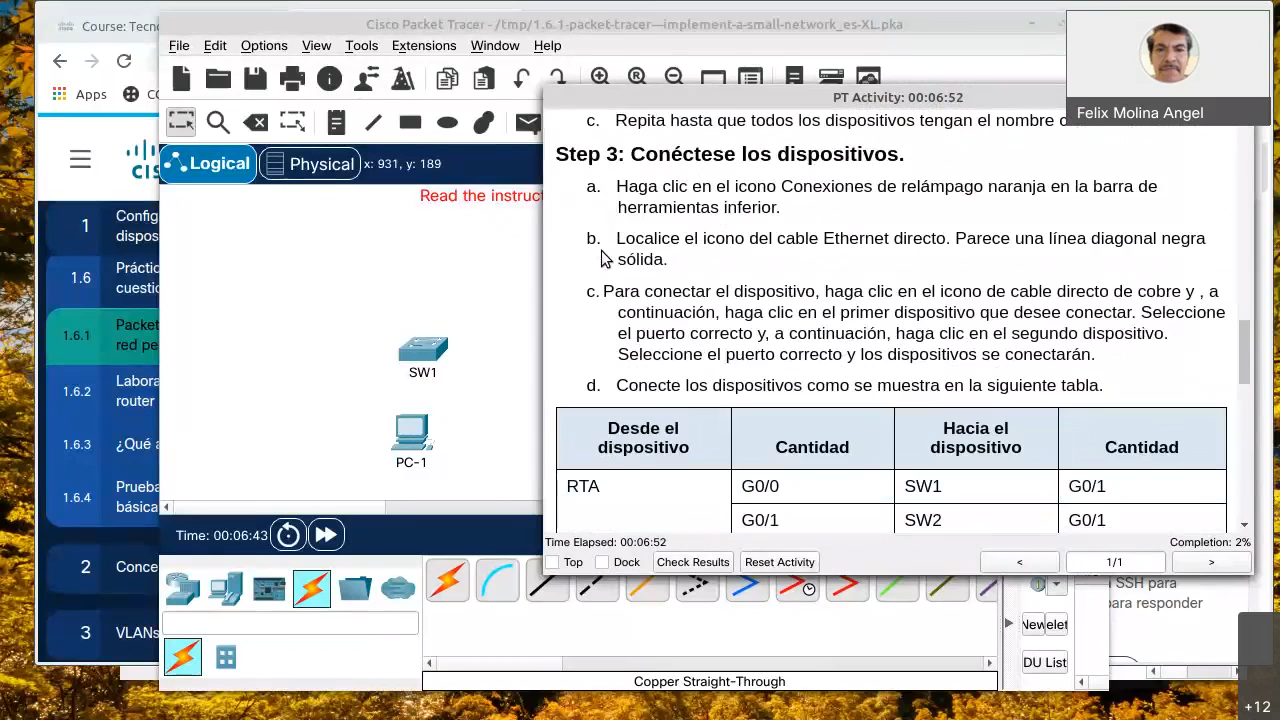 Course: Tecno
Apps
CO
1
Config
dispos
1.6
Práctic
cuestic
1.6.1
Packet
red pe
1.6.2
Labora
router
1.6.3
¿Qué a
1.6.4
Prueba
básica
2
Conce
3
VLANs
Cisco Packet Tracer - /tmp/1.6.1-packet-tracer---implement-a-small-network_es-XL.pka
File Edit Options View Tools Extensions Window Help
Logical
Physical
x: 931, y: 189
Read the instruct
SW1
PC-1
Time: 00:06:43
Copper Straight-Through
PT Activity: 00:06:52
c. Repita hasta que todos los dispositivos tengan el nombre
Step 3: Conéctese los dispositivos.
a. Haga clic en el icono Conexiones de relámpago naranja en la barra de
herramientas inferior.
b. Localice el icono del cable Ethernet directo. Parece una línea diagonal negra
sólida.
c. Para conectar el dispositivo, haga clic en el icono de cable directo de cobre y , a
continuación, haga clic en el primer dispositivo que desee conectar. Seleccione
el puerto correcto y, a continuación, haga clic en el segundo dispositivo.
Seleccione el puerto correcto y los dispositivos se conectarán.
d. Conecte los dispositivos como se muestra en la siguiente tabla.
Desde el
dispositivo
Cantidad
Hacia el
dispositivo
Cantidad
RTA G0/0 SW1 G0/1
G0/1 SW2 G0/1
Time Elapsed: 00:06:52
Completion: 2%
Top Dock Check Results Reset Activity < 1/1 >
New
elet
DU List
a SSH para
para responder
Felix Molina Angel
+12